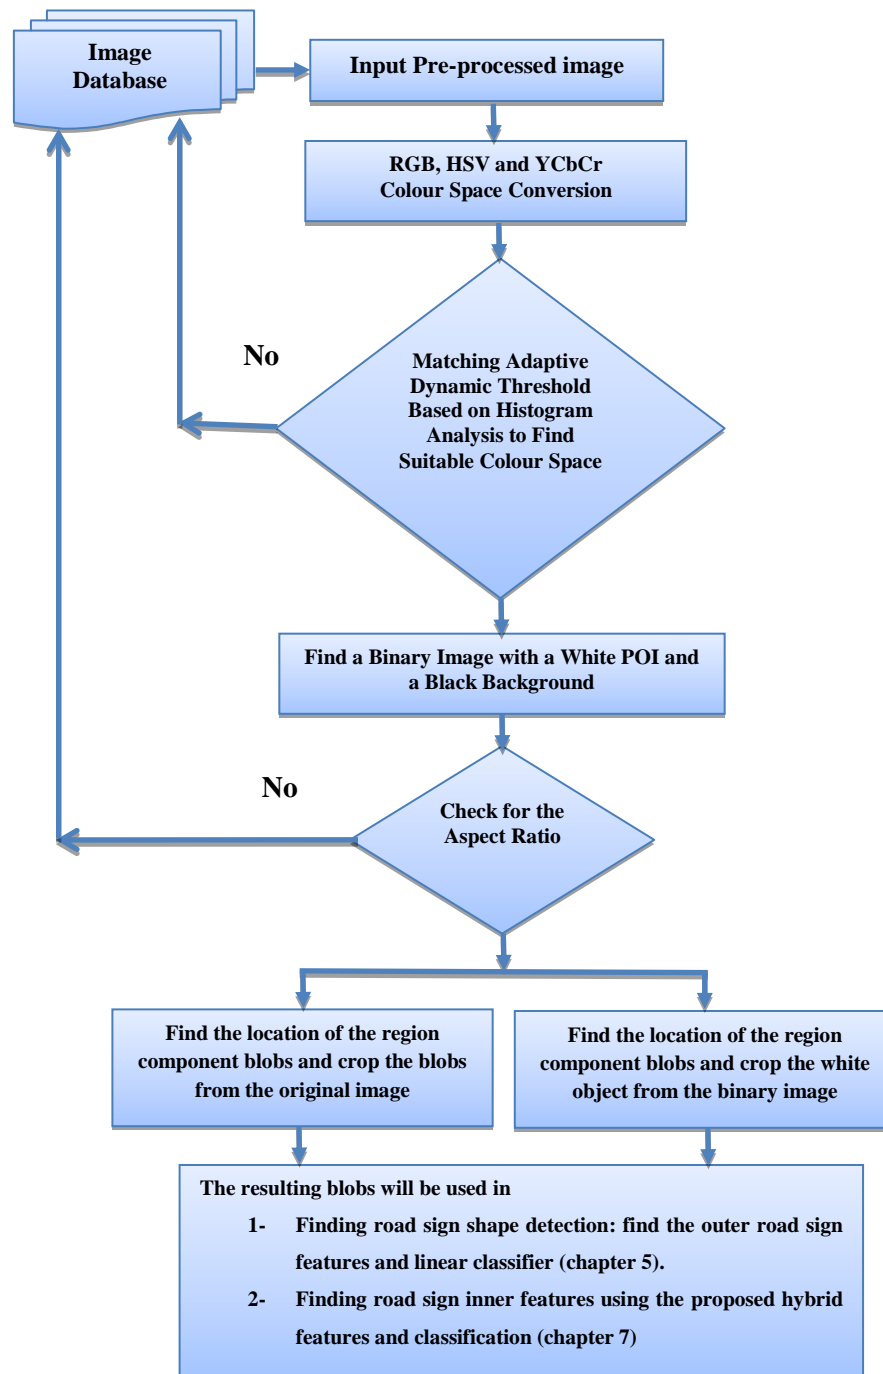 Image
Database
Input Pre-processed image
RGB, HSV and YCbCr
Colour Space Conversion
No
Matching Adaptive
Dynamic Threshold
Based on Histogram
Analysis to Find
Suitable Colour Space
Find a Binary Image with a White POI and
a Black Background
No
Check for the
Aspect Ratio
Find the location of the region
component blobs and crop the blobs
from the original image
Find the location of the region
component blobs and crop the white
object from the binary image
The resulting blobs will be used in
1- Finding road sign shape detection: find the outer road sign
features and linear classifier (chapter 5).
2- Finding road sign inner features using the proposed hybrid
features and classification (chapter 7)